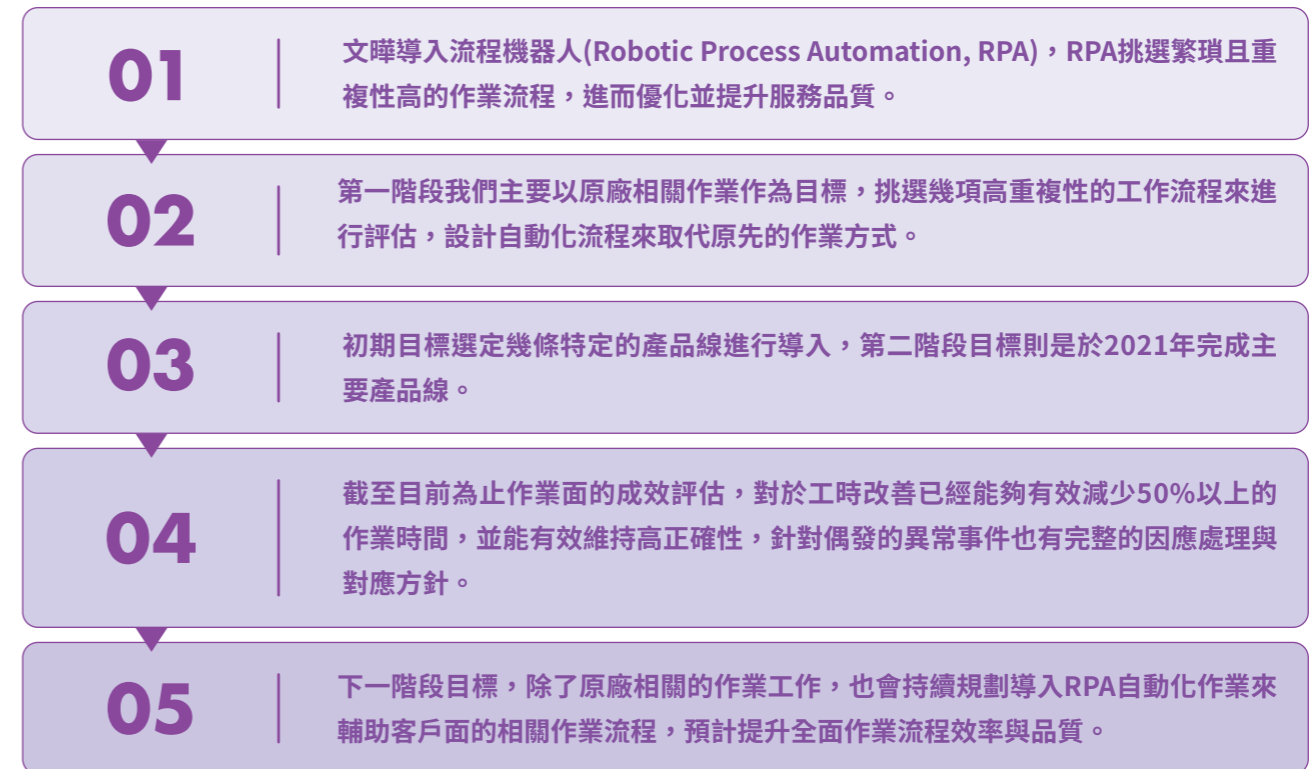 01
文曄導入流程機器人(Robotic Process Automation, RPA)，RPA挑選繁瑣且重
複性高的作業流程，進而優化並提升服務品質。
02
第一階段我們主要以原廠相關作業作為目標，挑選幾項高重複性的工作流程來進
行評估，設計自動化流程來取代原先的作業方式。
03
初期目標選定幾條特定的產品線進行導入，第二階段目標則是於2021年完成主
要產品線。
04
截至目前為止作業面的成效評估，對於工時改善已經能夠有效減少50%以上的
作業時間，並能有效維持高正確性，針對偶發的異常事件也有完整的因應處理與
對應方針。
05
下一階段目標，除了原廠相關的作業工作，也會持續規劃導入RPA自動化作業來
輔助客戶面的相關作業流程，預計提升全面作業流程效率與品質。